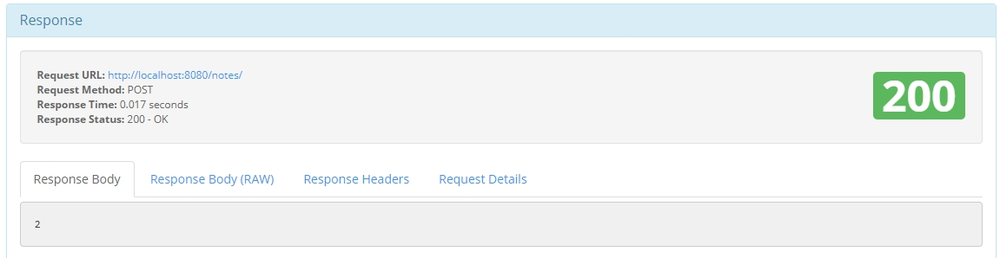 Response
Request URL: http://localhost:8080/notes/
Request Method: POST
Response Time: 0.017 seconds
Response Status: 200 - OK
200
Response Body Response Body (RAW) Response Headers Request Details
2